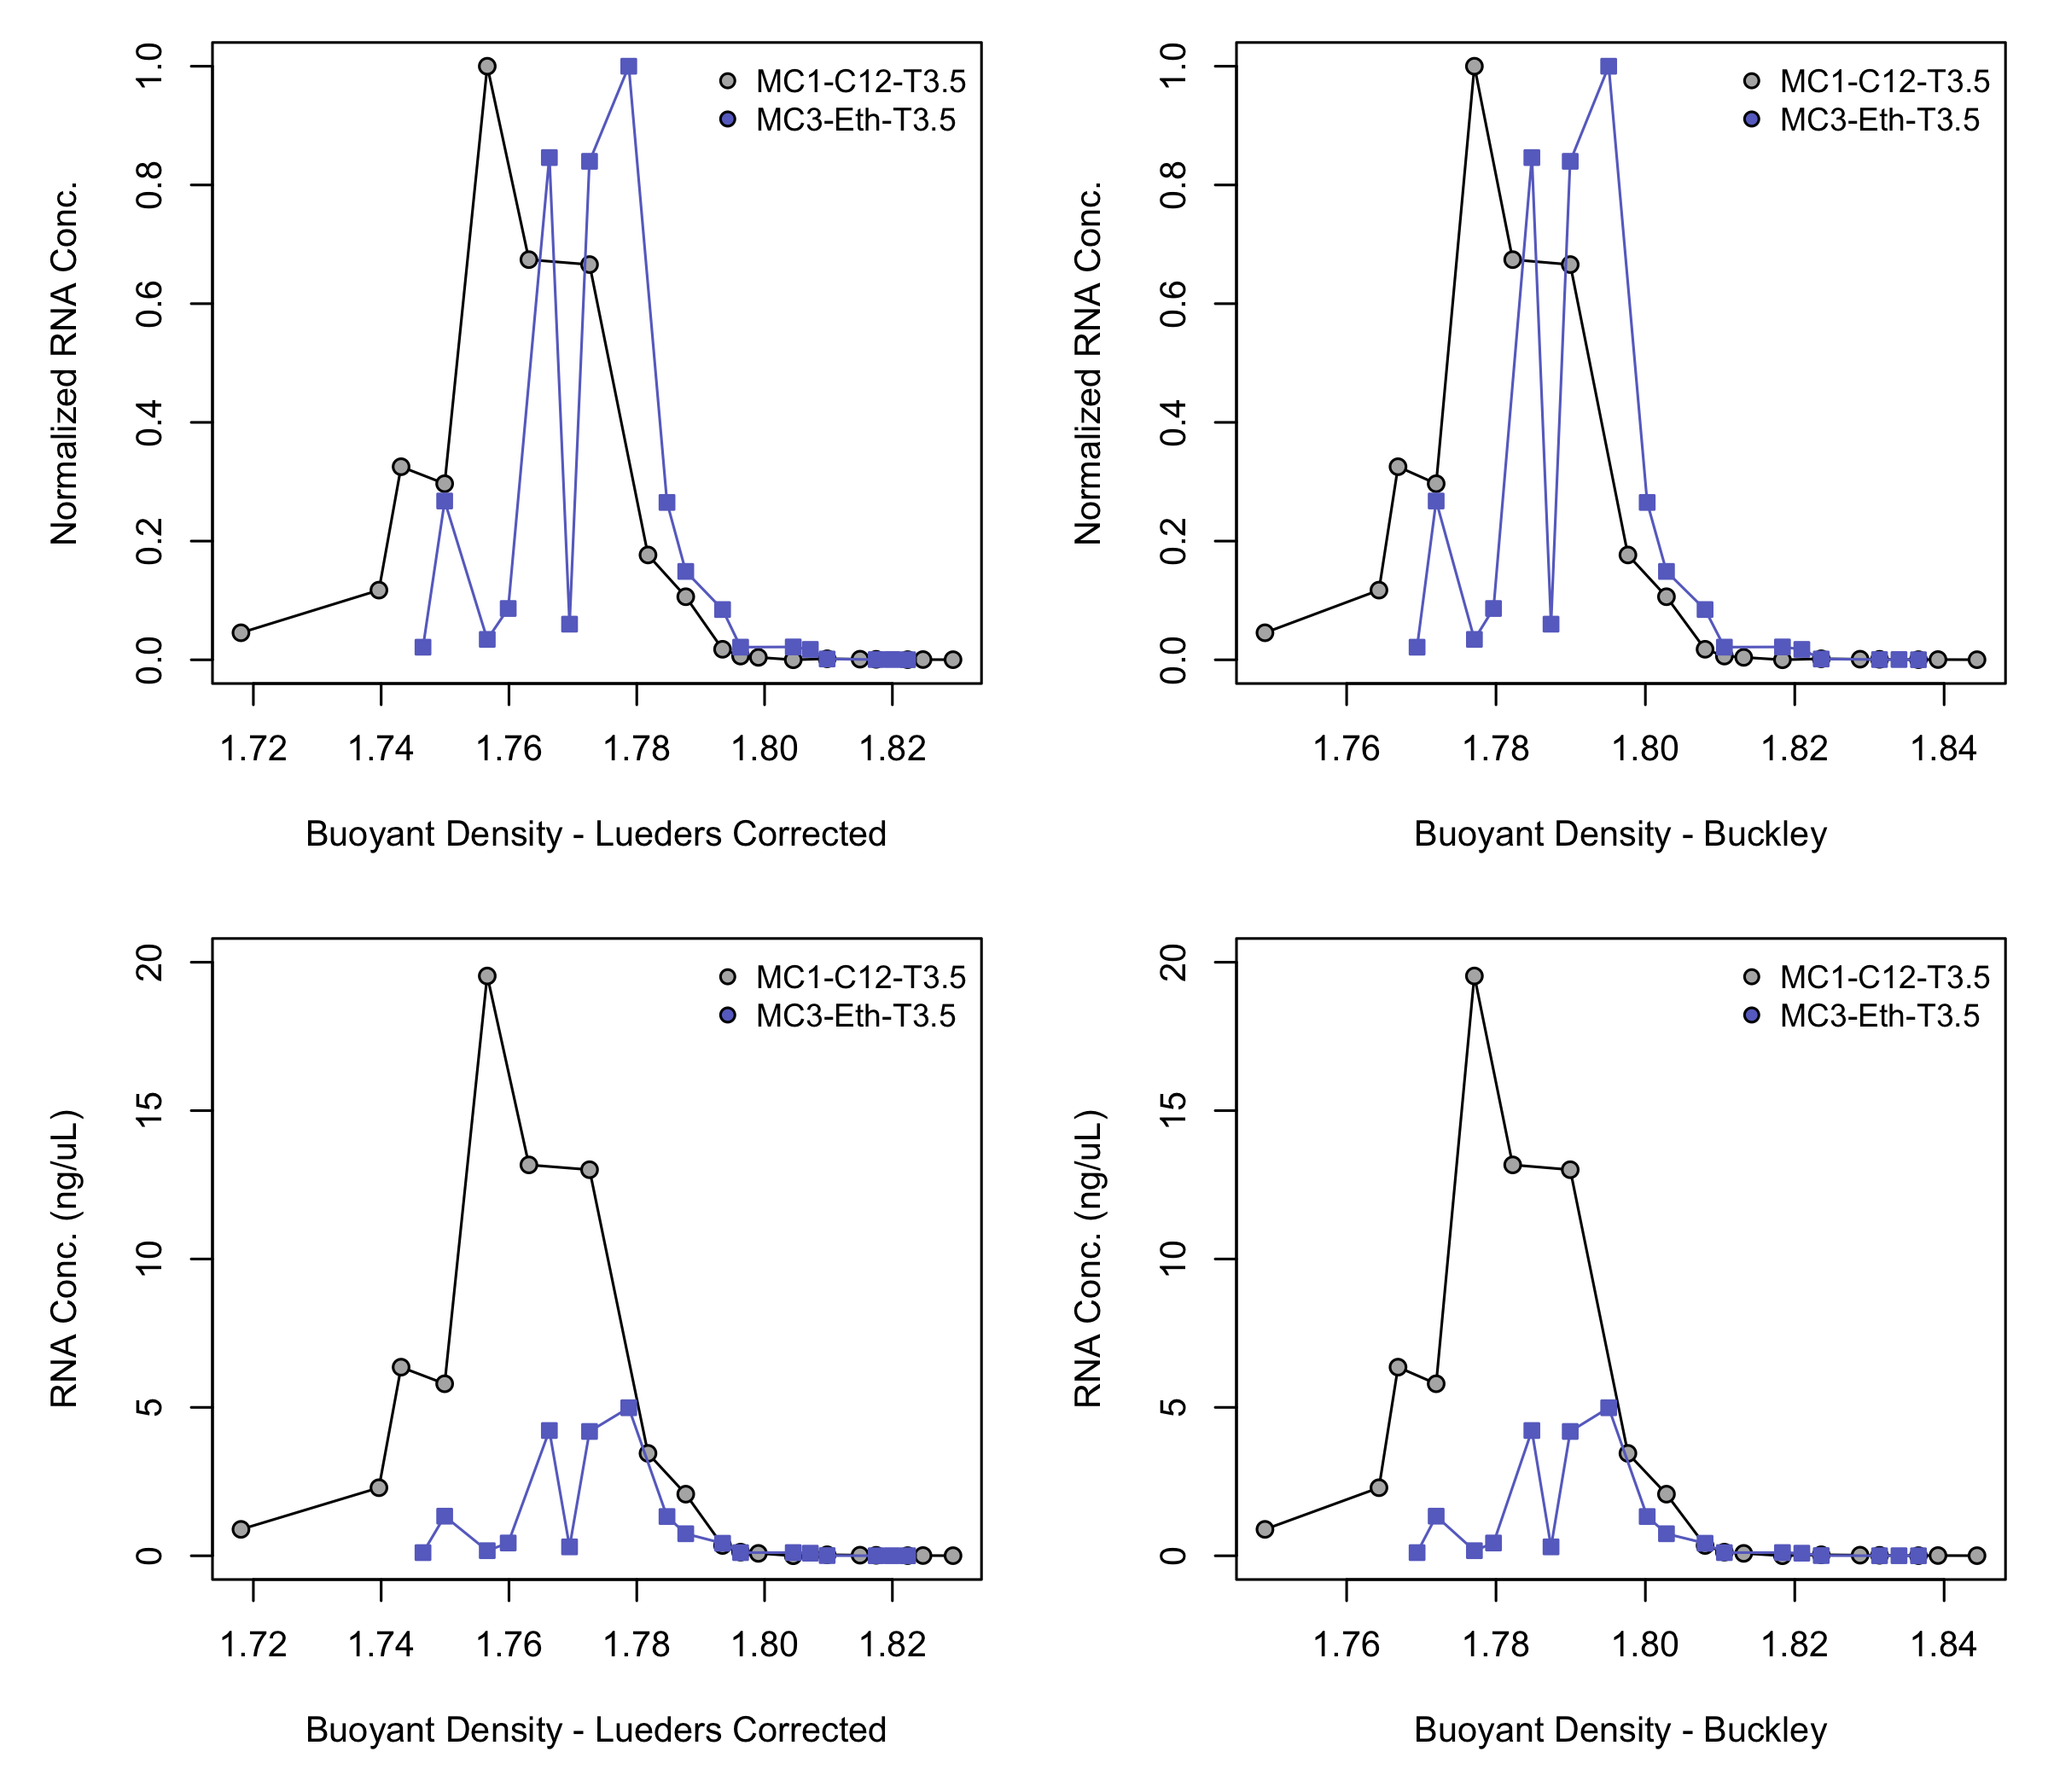 Normalized RNA Conc.
1.0
0.8
0.6
0.4
0.2
0.0
MC1-C12-T3.5
MC3-Eth-T3.5
1.72 1.74 1.76 1.78 1.80 1.82
Buoyant Density - Lueders Corrected
Normalized RNA Conc.
1.0
0.8
0.6
0.4
0.2
0.0
MC1-C12-T3.5
MC3-Eth-T3.5
1.76 1.78 1.80 1.82 1.84
Buoyant Density - Buckley
RNA Conc. (ng/uL)
20
15
10
5
0
MC1-C12-T3.5
MC3-Eth-T3.5
1.72 1.74 1.76 1.78 1.80 1.82
Buoyant Density - Lueders Corrected
RNA Conc. (ng/uL)
20
15
10
5
0
MC1-C12-T3.5
MC3-Eth-T3.5
1.76 1.78 1.80 1.82 1.84
Buoyant Density - Buckley